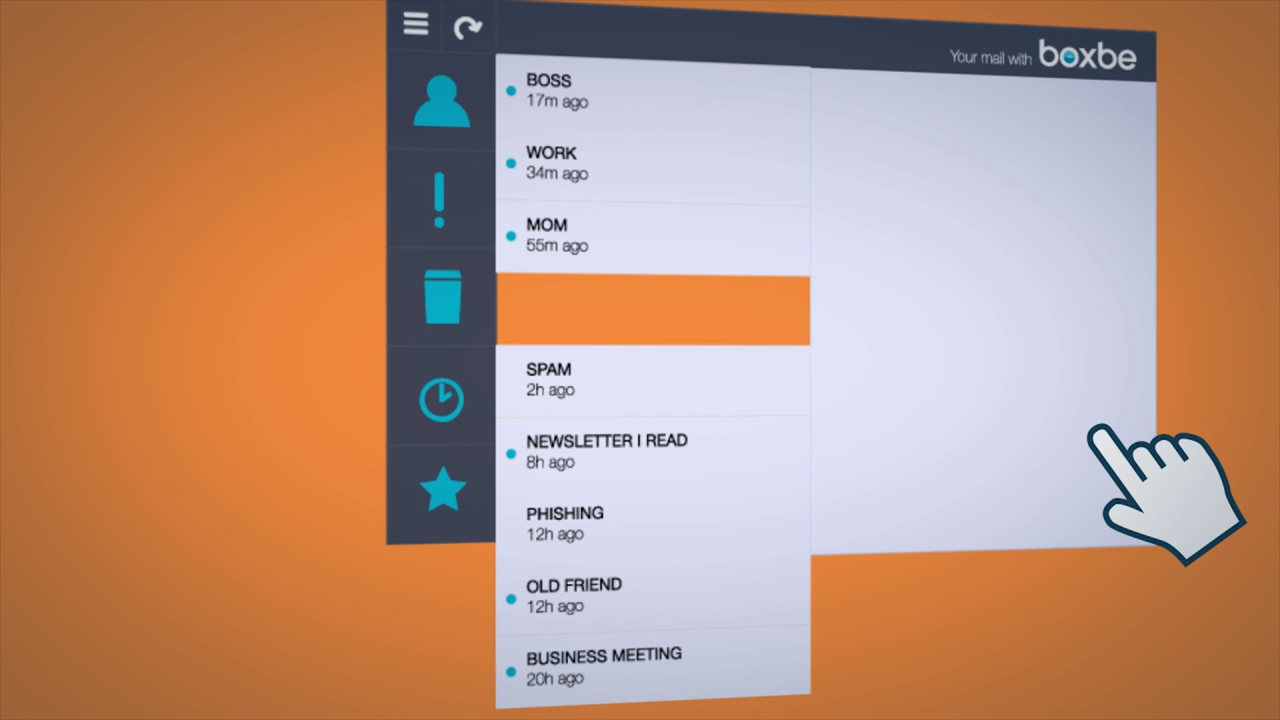 Your mail with boxbe
BOSS
17m ago
WORK
34m ago
MOM
55m ago
SPAM
2h ago
NEWSLETTER I READ
8h ago
PHISHING
12h ago
OLD FRIEND
12h ago
BUSINESS MEETING
20h ago